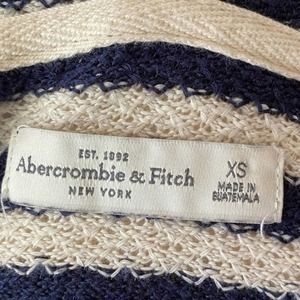 EST. 1892
Abercrombie & Fitch
NEW YORK
XS
MADE IN
GUATEMALA